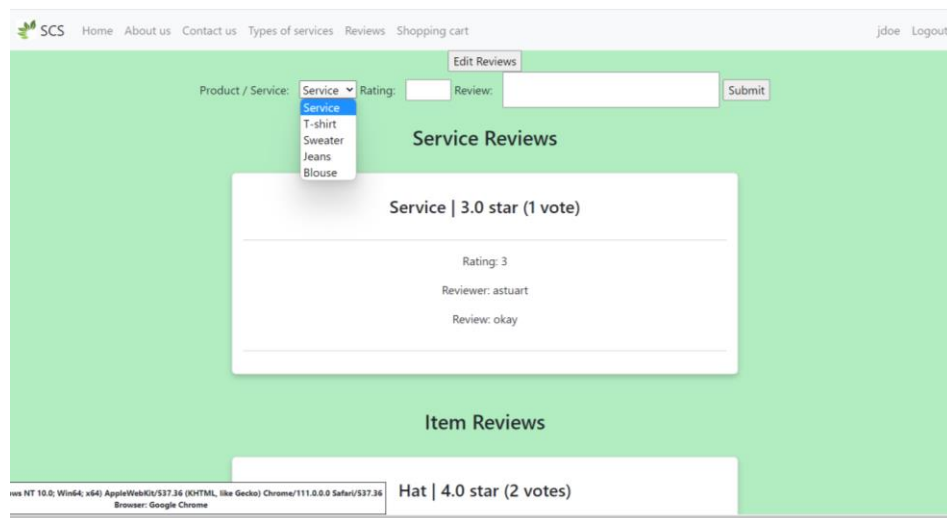 SCS Home About us Contact us Types of services Reviews Shopping cart jdoe Logout
Edit Reviews
Product / Service: Service Rating: Review: Submit
Service
T-shirt
Sweater
Jeans
Blouse
Service Reviews
Service | 3.0 star (1 vote)
Rating: 3
Reviewer: astuart
Review: okay
Item Reviews
Hat | 4.0 star (2 votes)
NT 10.0; Win64; x64) AppleWebKit/537.36 (KHTML, like Gecko) Chrome/111.0.0.0 Safari/537.36
Browser: Google Chrome